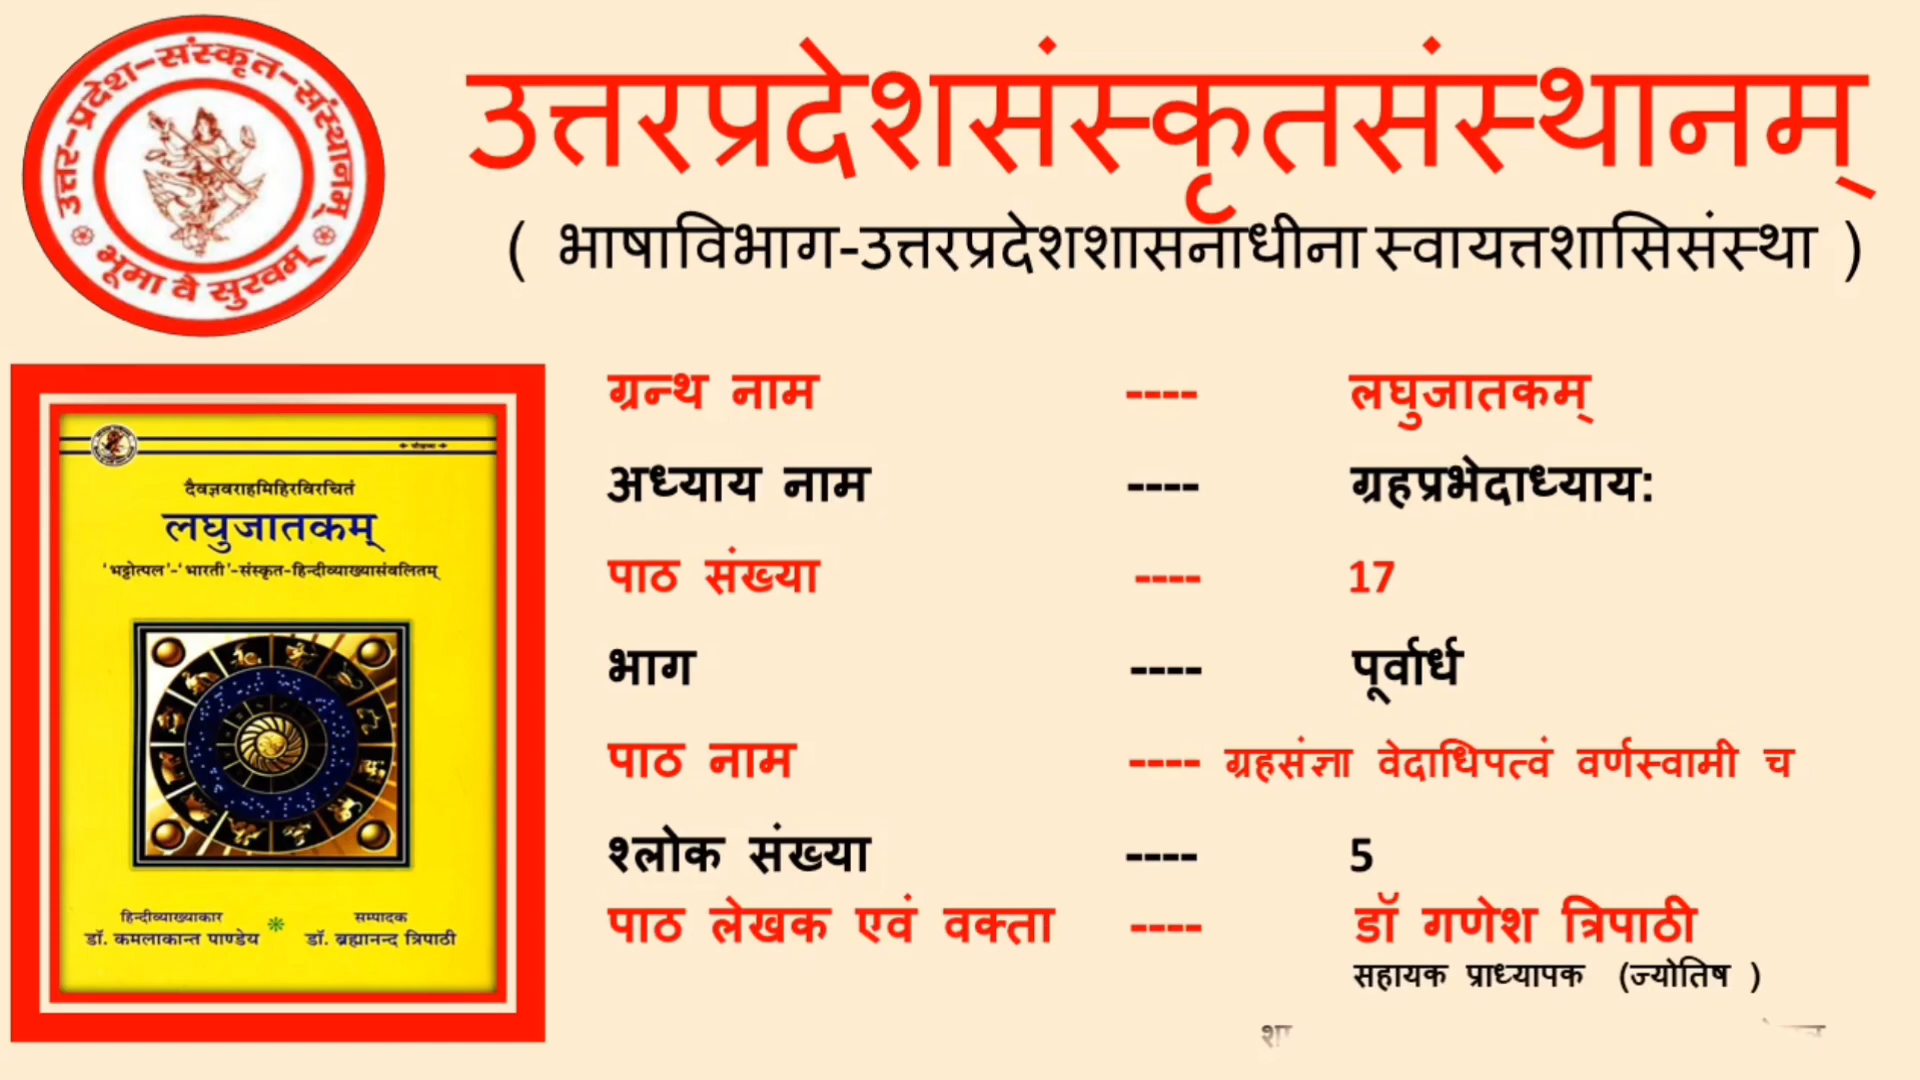 उत्तर-प्रदेश-संस्कृत-संस्थानम्
भूमा वै सुखम्
उत्तरप्रदेशसंस्कृतसंस्थानम्
( भाषाविभाग-उत्तरप्रदेशशासनाधीना स्वायत्तशासिसंस्था )
दैवज्ञवराहमिहिरविरचितं
लघुजातकम्
'भट्टोत्पल'-'भारती'-संस्कृत-हिन्दीव्याख्यासंवलितम्
हिन्दीव्याख्याकार
डॉ. कमलाकान्त पाण्डेय
सम्पादक
डॉ. ब्रह्मानन्द त्रिपाठी
ग्रन्थ नाम ---- लघुजातकम्
अध्याय नाम ---- ग्रहप्रभेदाध्याय:
पाठ संख्या ---- 17
भाग ---- पूर्वार्ध
पाठ नाम ---- ग्रहसंज्ञा वेदाधिपत्वं वर्णस्वामी च
श्लोक संख्या ---- 5
पाठ लेखक एवं वक्ता ---- डॉ गणेश त्रिपाठी
सहायक प्राध्यापक (ज्योतिष )